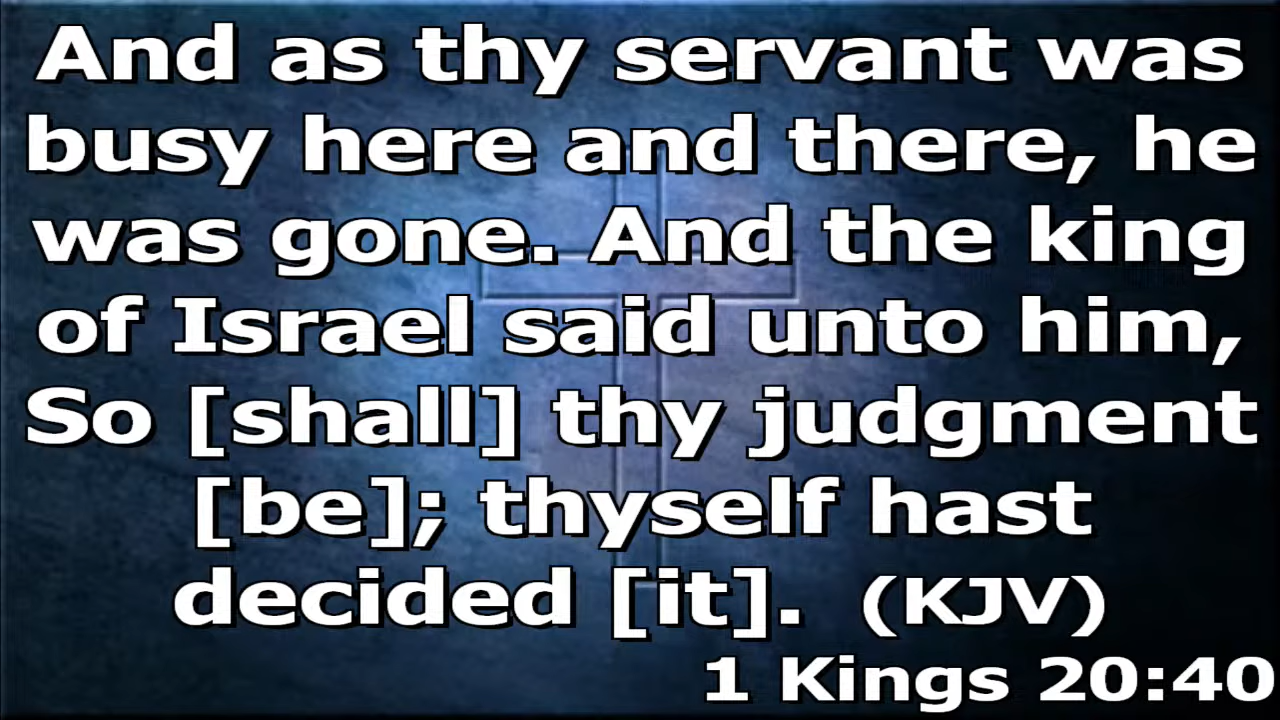 And as thy servant was
busy here and there, he
was gone. And the king
of Israel said unto him,
So [shall] thy judgment
[be]; thyself hast
decided [it]. (KJV)
1 Kings 20:40